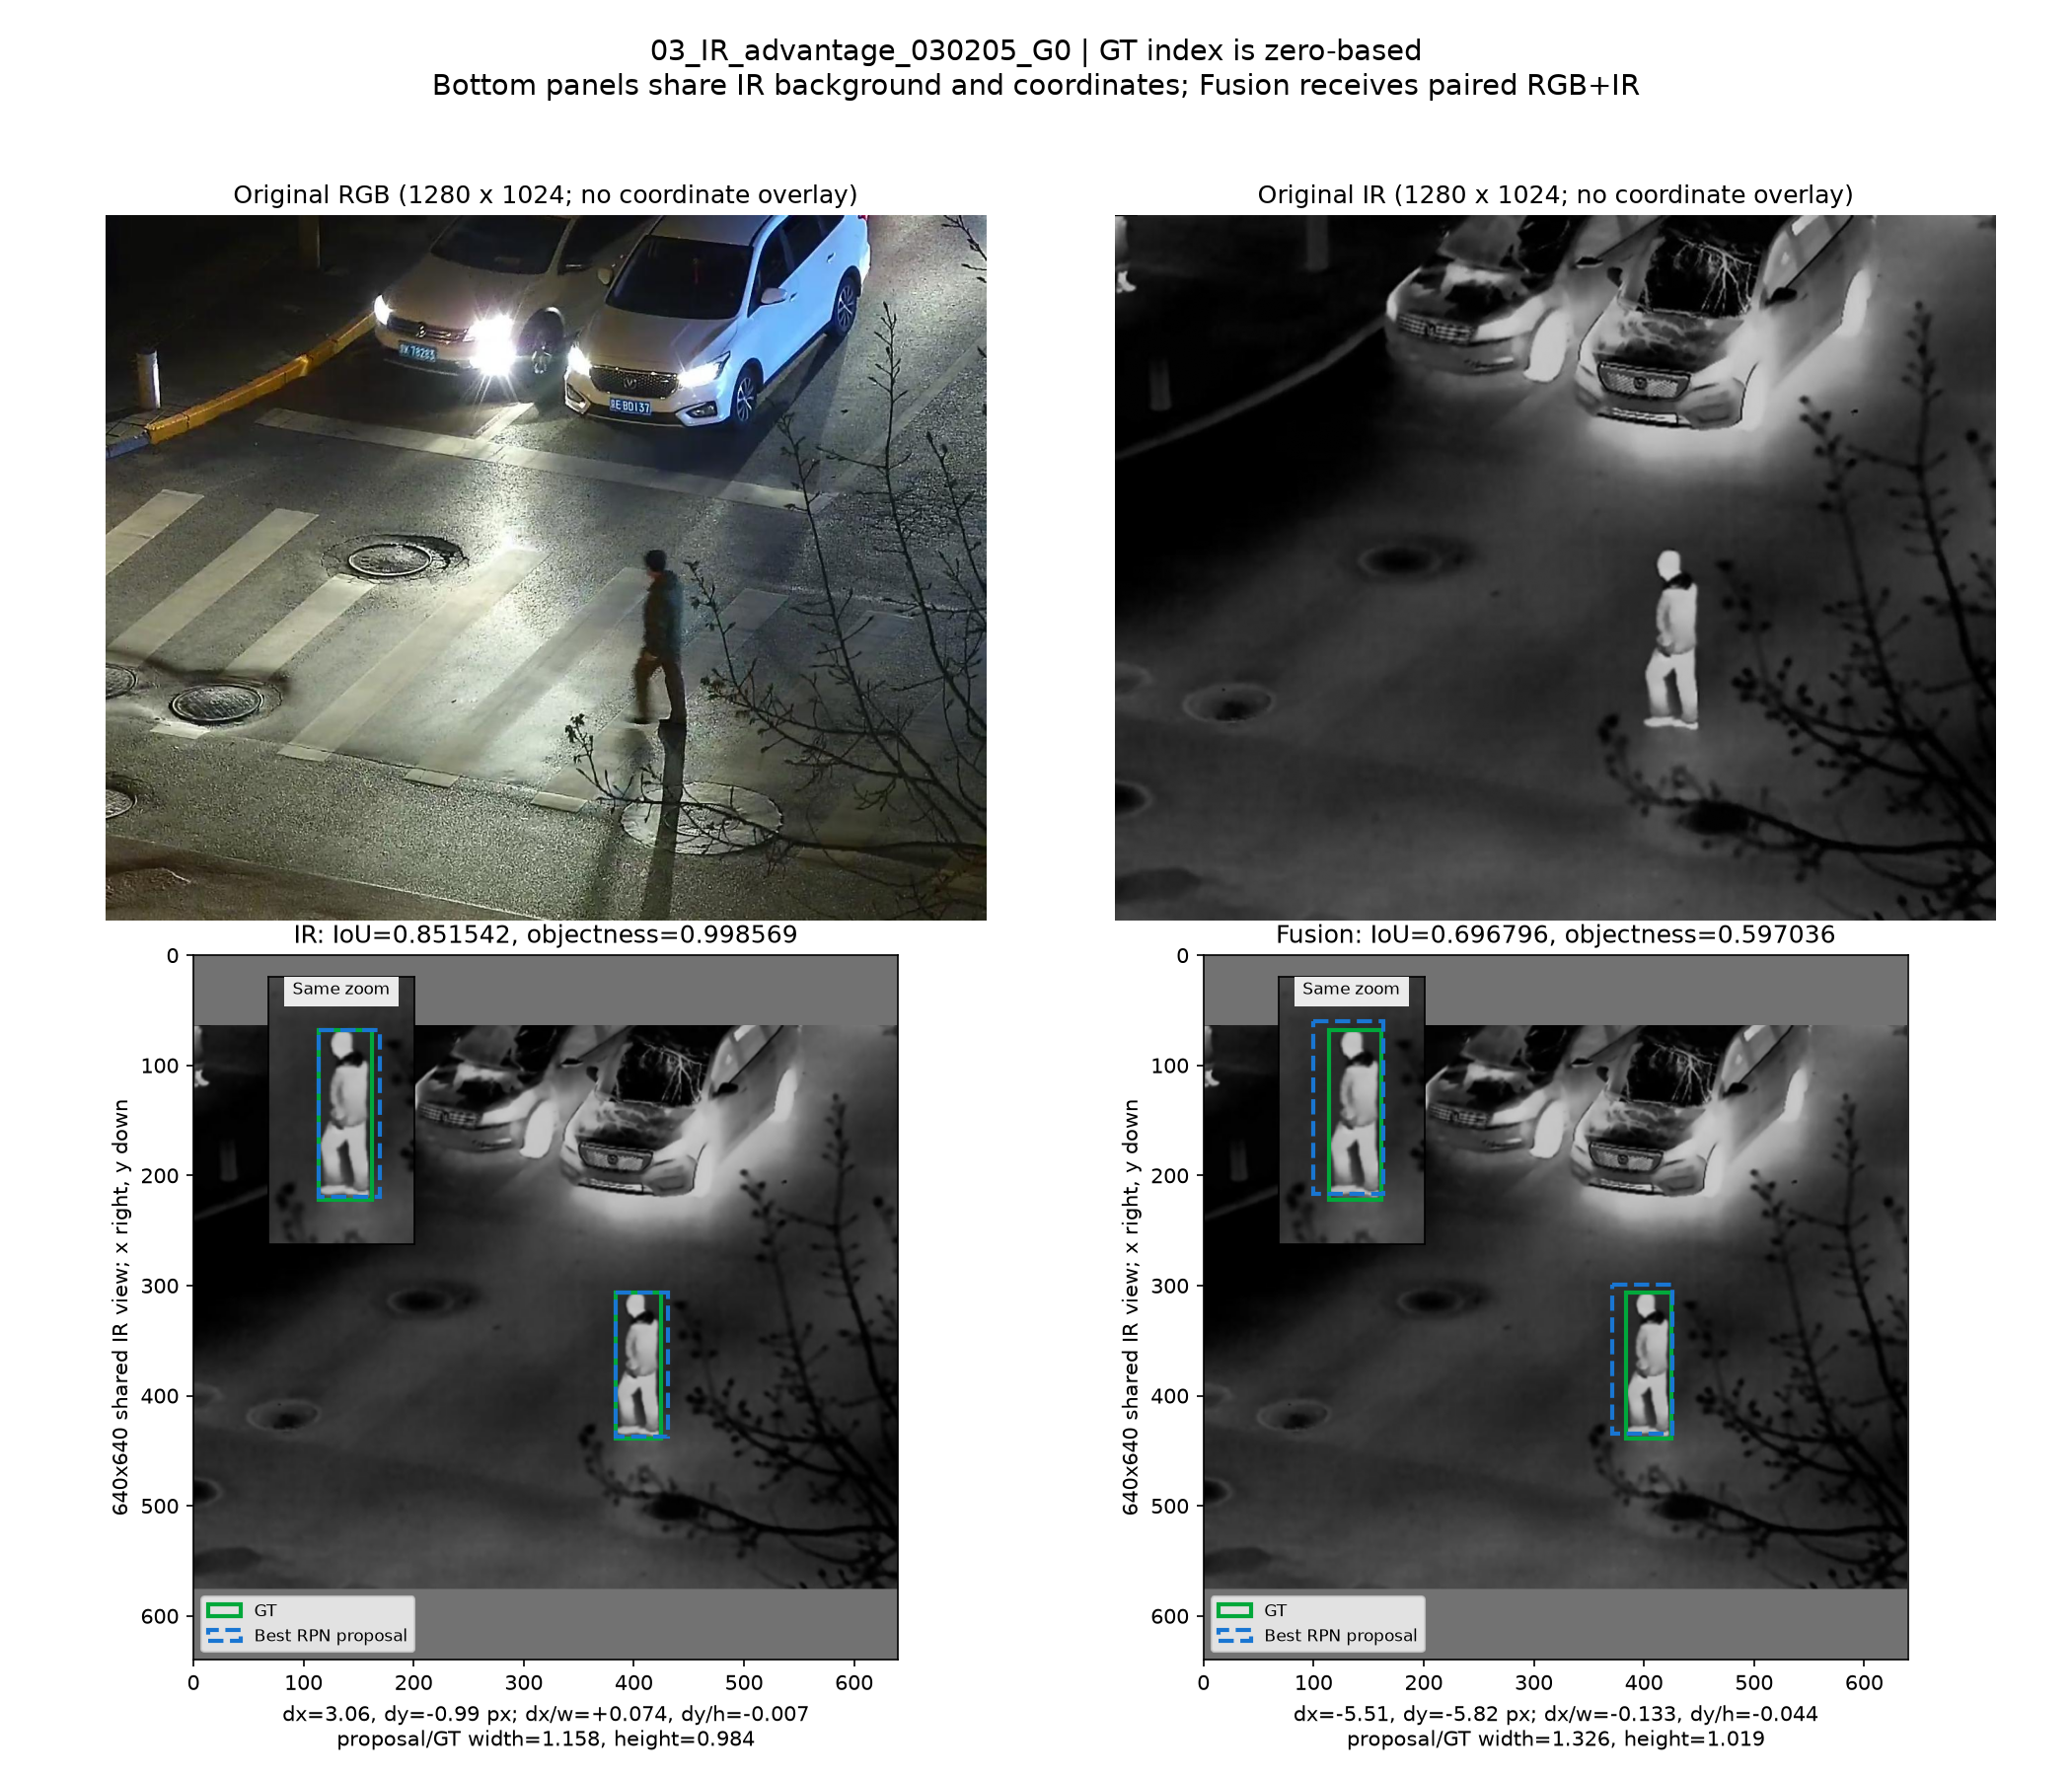 03_IR_advantage_030205_G0 | GT index is zero-based
Bottom panels share IR background and coordinates; Fusion receives paired RGB+IR
Original RGB (1280 x 1024; no coordinate overlay)
Original IR (1280 x 1024; no coordinate overlay)
IR: IoU=0.851542, objectness=0.998569
0
100
200
300
400
500
600
640x640 shared IR view; x right, y down
Same zoom
GT
Best RPN proposal
0 100 200 300 400 500 600
dx=3.06, dy=-0.99 px; dx/w=+0.074, dy/h=-0.007
proposal/GT width=1.158, height=0.984
Fusion: IoU=0.696796, objectness=0.597036
0
100
200
300
400
500
600
640x640 shared IR view; x right, y down
Same zoom
GT
Best RPN proposal
0 100 200 300 400 500 600
dx=-5.51, dy=-5.82 px; dx/w=-0.133, dy/h=-0.044
proposal/GT width=1.326, height=1.019